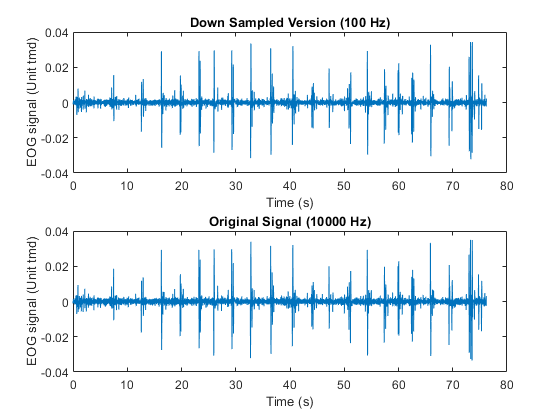 Down Sampled Version (100 Hz)
EOG signal (Unit tmd)
0.04
0.02
0
-0.02
-0.04
0 10 20 30 40 50 60 70 80
Time (s)
Original Signal (10000 Hz)
EOG signal (Unit tmd)
0.04
0.02
0
-0.02
-0.04
0 10 20 30 40 50 60 70 80
Time (s)